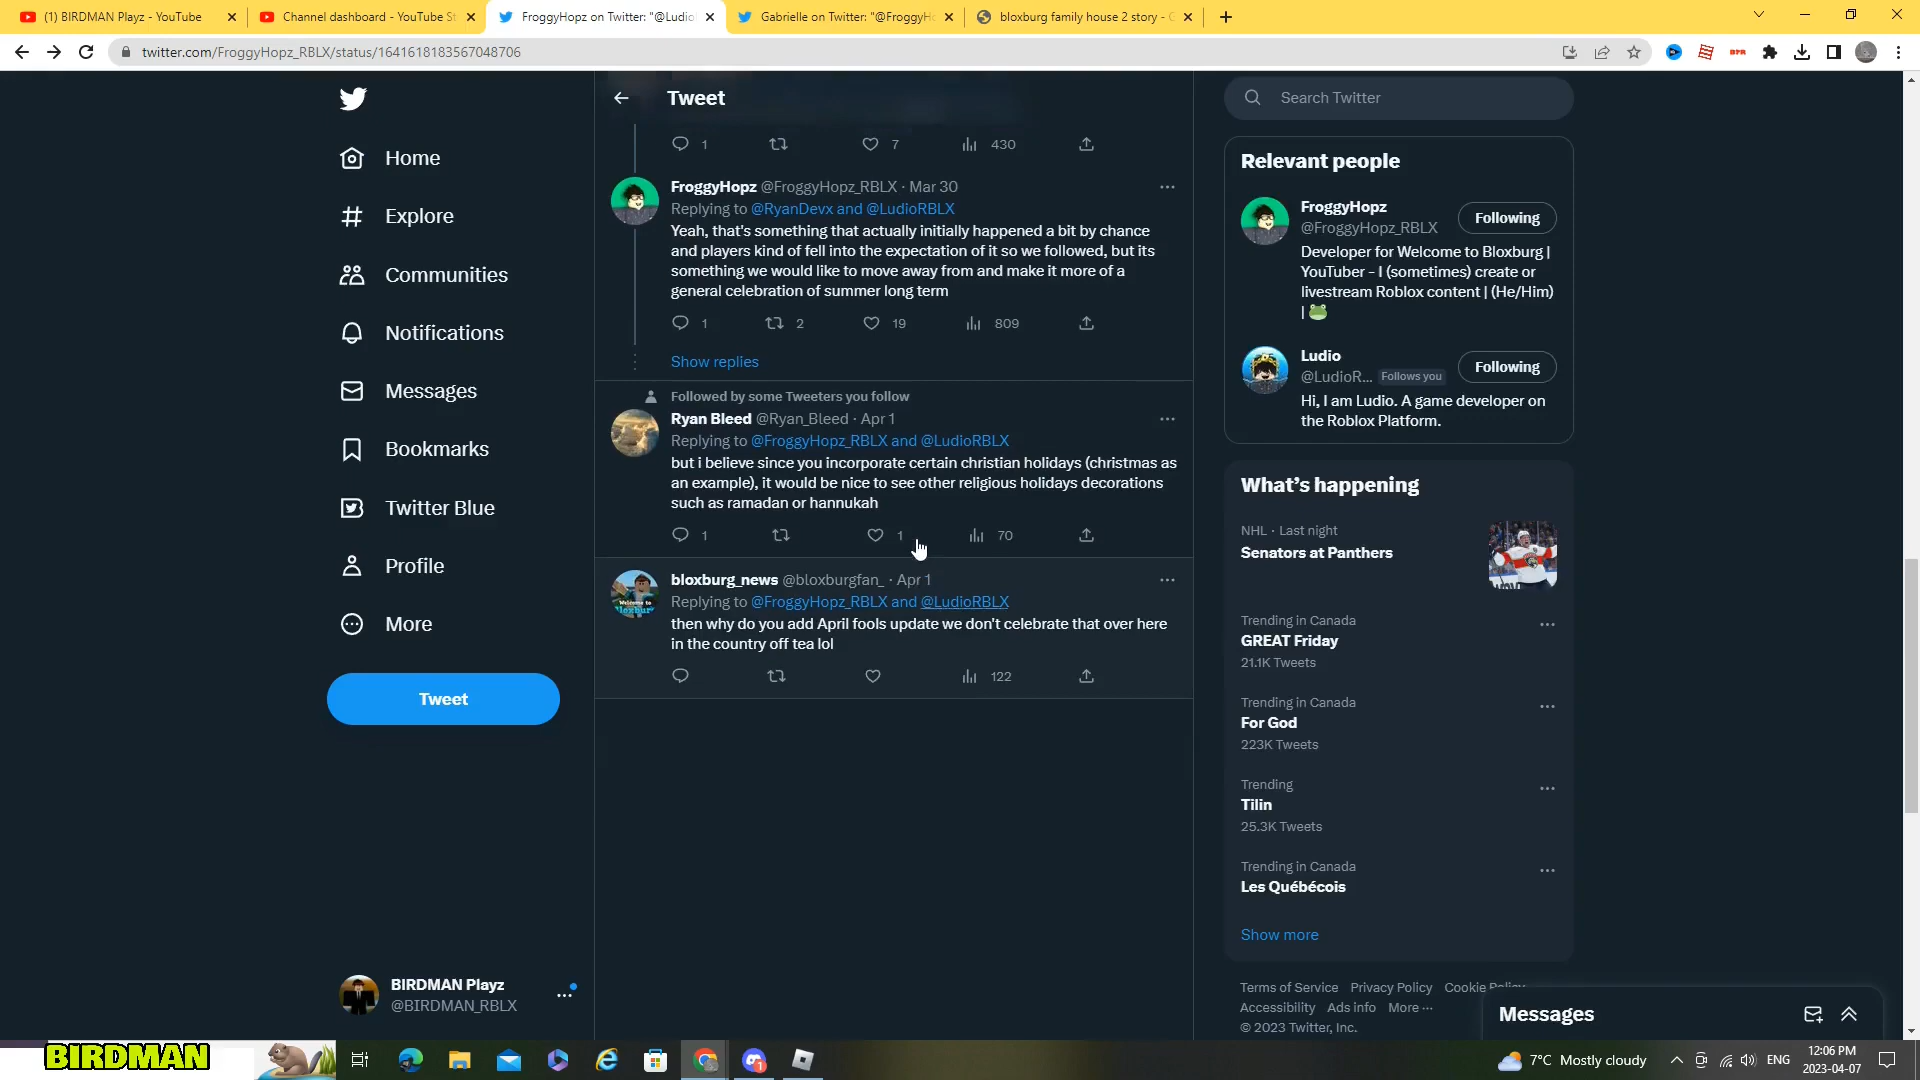 (1) BIRDMAN Playz - YouTube
Channel dashboard - YouTube St
FroggyHopz on Twitter: "@Ludio
Gabrielle on Twitter: "@FroggyHo
bloxburg family house 2 story - G
twitter.com/FroggyHopz_RBLX/status/1641618183567048706
Home
Explore
Communities
Notifications
Messages
Bookmarks
Twitter Blue
Profile
More
Tweet
BIRDMAN Playz
@BIRDMAN_RBLX
Tweet
1 7 430
FroggyHopz @FroggyHopz_RBLX · Mar 30
Replying to @RyanDevx and @LudioRBLX
Yeah, that's something that actually initially happened a bit by chance
and players kind of fell into the expectation of it so we followed, but its
something we would like to move away from and make it more of a
general celebration of summer long term
1 2 19 809
Show replies
Followed by some Tweeters you follow
Ryan Bleed @Ryan_Bleed · Apr 1
Replying to @FroggyHopz_RBLX and @LudioRBLX
but i believe since you incorporate certain christian holidays (christmas as
an example), it would be nice to see other religious holidays decorations
such as ramadan or hannukah
1 1 70
bloxburg_news @bloxburgfan_ · Apr 1
Replying to @FroggyHopz_RBLX and @LudioRBLX
then why do you add April fools update we don't celebrate that over here
in the country off tea lol
122
Search Twitter
Relevant people
FroggyHopz
@FroggyHopz_RBLX
Following
Developer for Welcome to Bloxburg |
YouTuber - I (sometimes) create or
livestream Roblox content | (He/Him)
|
Ludio
@LudioR... Follows you
Following
Hi, I am Ludio. A game developer on
the Roblox Platform.
What's happening
NHL · Last night
Senators at Panthers
Trending in Canada
GREAT Friday
21.1K Tweets
Trending in Canada
For God
223K Tweets
Trending
Tilin
25.3K Tweets
Trending in Canada
Les Québécois
Show more
Terms of Service Privacy Policy Cookie Policy
Accessibility Ads info More ...
© 2023 Twitter, Inc.
Messages
BIRDMAN
7°C Mostly cloudy
ENG
12:06 PM
2023-04-07